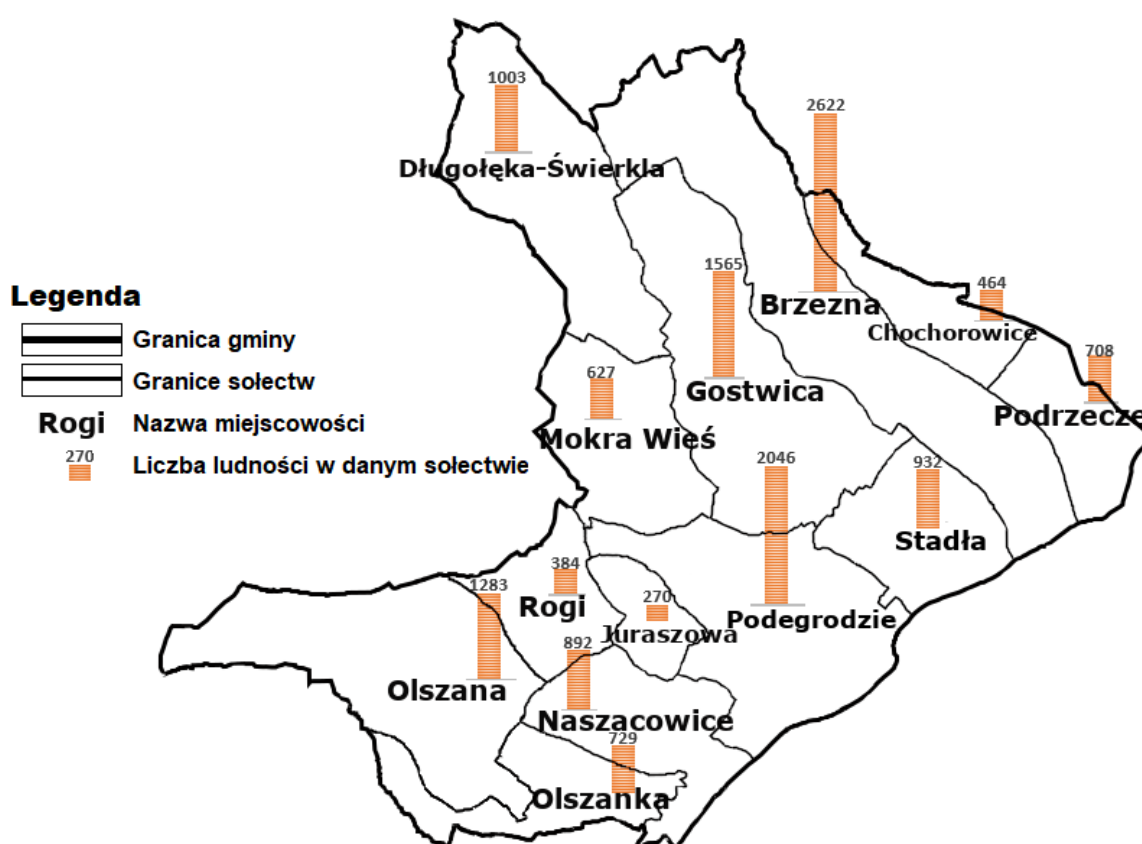 1003
Długołęka-Świerkla
2622
Brzezna
464
Chochorowice
1565
Gostwica
708
Podrzecze
627
Mokra Wieś
2046
Podegrodzie
932
Stadła
384
Rogi
1283
Olszana
270
Juraszowa
892
Naszacowice
729
Olszanka
Legenda
Granica gminy
Granice sołectw
Rogi Nazwa miejscowości
270 Liczba ludności w danym sołectwie